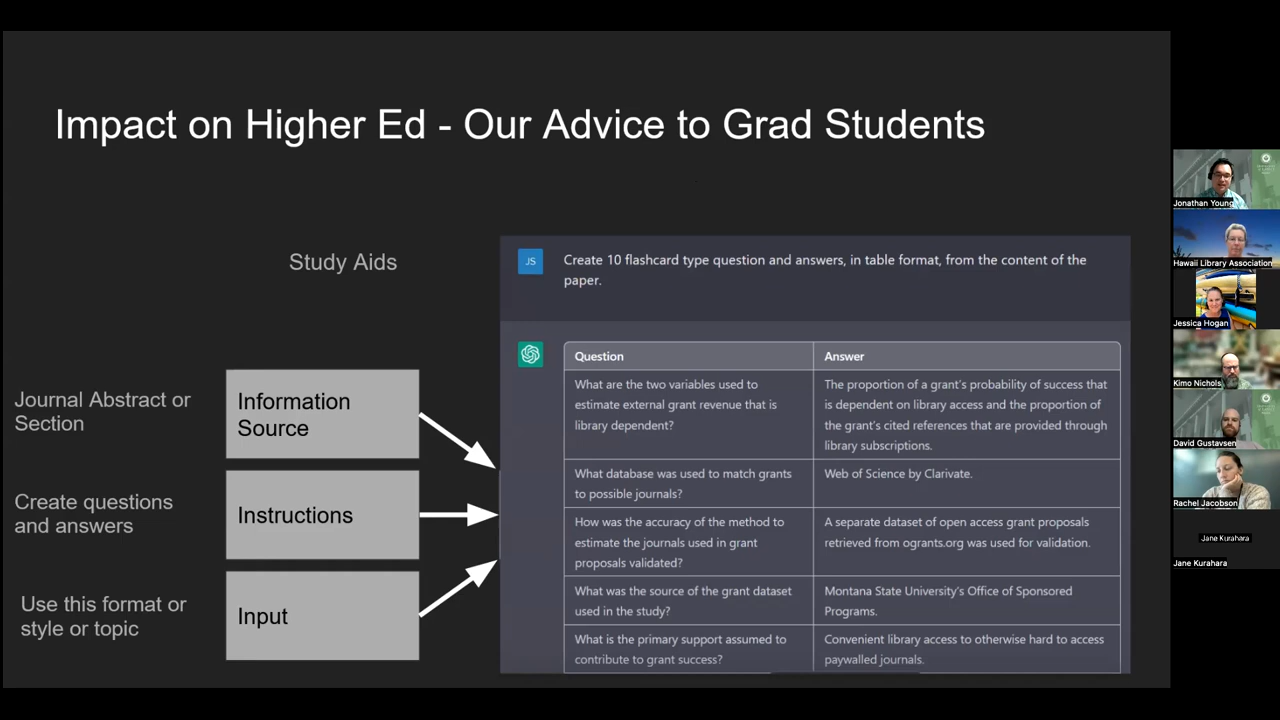 Impact on Higher Ed - Our Advice to Grad Students
Study Aids
Journal Abstract or
Section
Information
Source
Create questions
and answers
Instructions
Use this format or
style or topic
Input
JS
Create 10 flashcard type question and answers, in table format, from the content of the
paper.
Question
Answer
What are the two variables used to
estimate external grant revenue that is
library dependent?
The proportion of a grant's probability of success that
is dependent on library access and the proportion of
the grant's cited references that are provided through
library subscriptions.
What database was used to match grants
to possible journals?
Web of Science by Clarivate.
How was the accuracy of the method to
estimate the journals used in grant
proposals validated?
A separate dataset of open access grant proposals
retrieved from ogrants.org was used for validation.
What was the source of the grant dataset
used in the study?
Montana State University's Office of Sponsored
Programs.
What is the primary support assumed to
contribute to grant success?
Convenient library access to otherwise hard to access
paywalled journals.
Jonathan Young
Hawaii Library Association
Jessica Hogan
Kimo Nichols
David Gustavsen
Rachel Jacobson
Jane Kurahara
Jane Kurahara